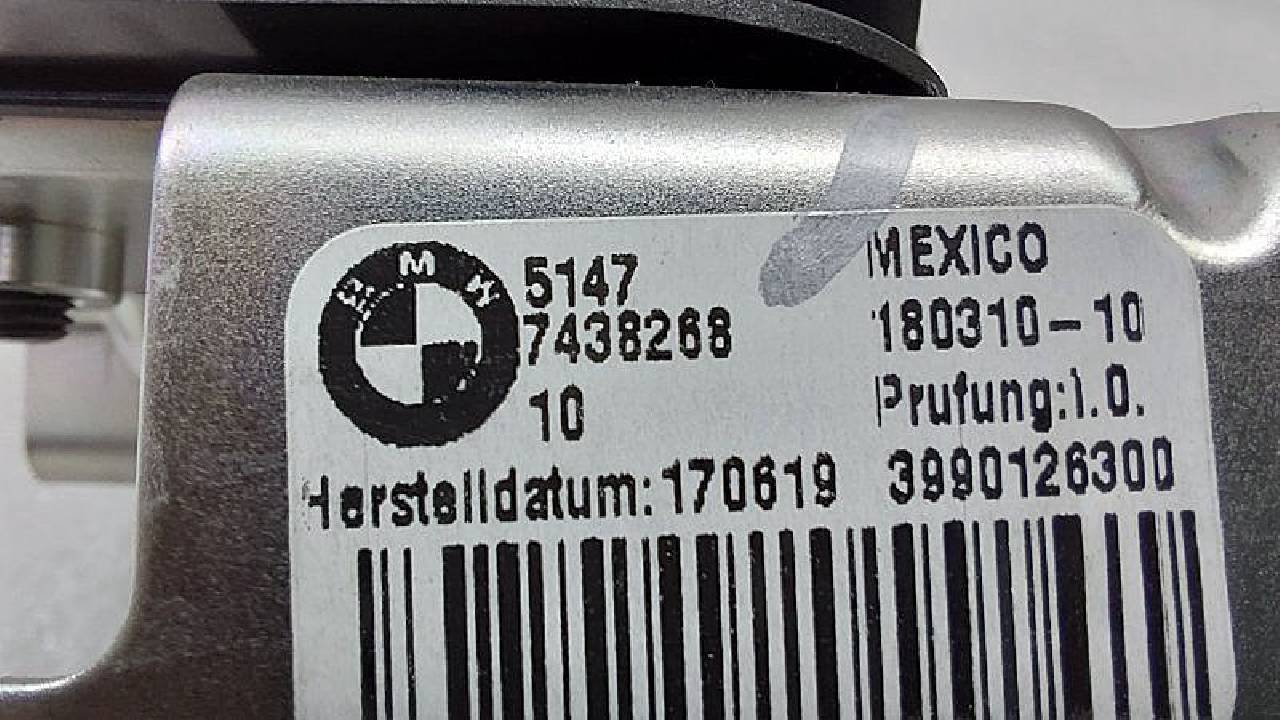 BMW
5147
7438268
10
MEXICO
180310-10
Prufung:i.O.
Herstelldatum:170619 3990126300